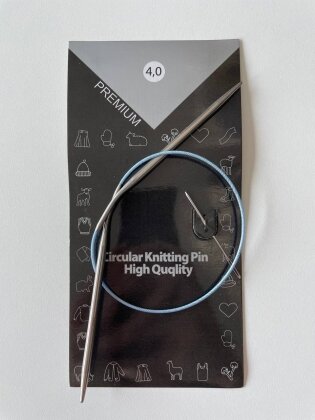 4,0
PREMIUM
Circular Knitting Pin
High Quqlity